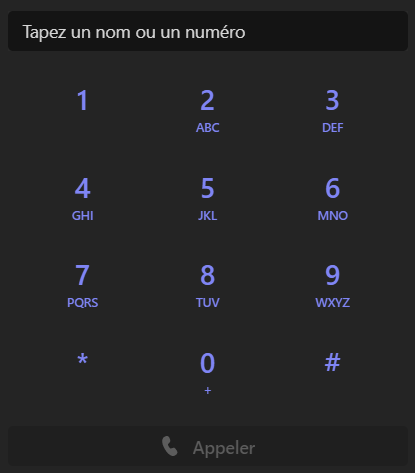 Tapez un nom ou un numéro
1 2 3
ABC DEF
4 5 6
GHI JKL MNO
7 8 9
PQRS TUV WXYZ
* 0 #
+
Appeler